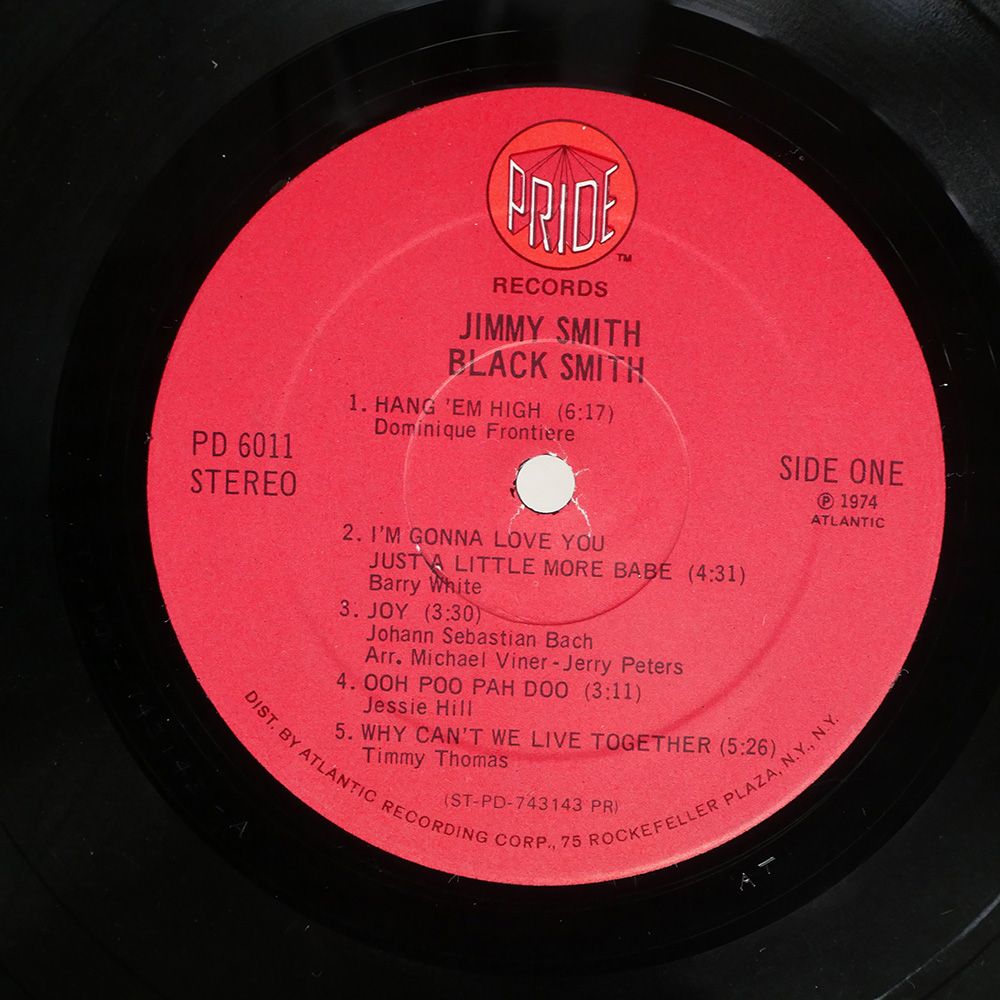 PRIDE
TM
RECORDS
JIMMY SMITH
BLACK SMITH
1. HANG 'EM HIGH (6:17)
Dominique Frontiere
PD 6011
STEREO
SIDE ONE
℗ 1974
ATLANTIC
2. I'M GONNA LOVE YOU
JUST A LITTLE MORE BABE (4:31)
Barry White
3. JOY (3:30)
Johann Sebastian Bach
Arr. Michael Viner-Jerry Peters
4. OOH POO PAH DOO (3:11)
Jessie Hill
5. WHY CAN'T WE LIVE TOGETHER (5:26)
Timmy Thomas
(ST-PD-743143 PR)
DIST. BY ATLANTIC RECORDING CORP., 75 ROCKEFELLER PLAZA, N.Y., N.Y.
AT